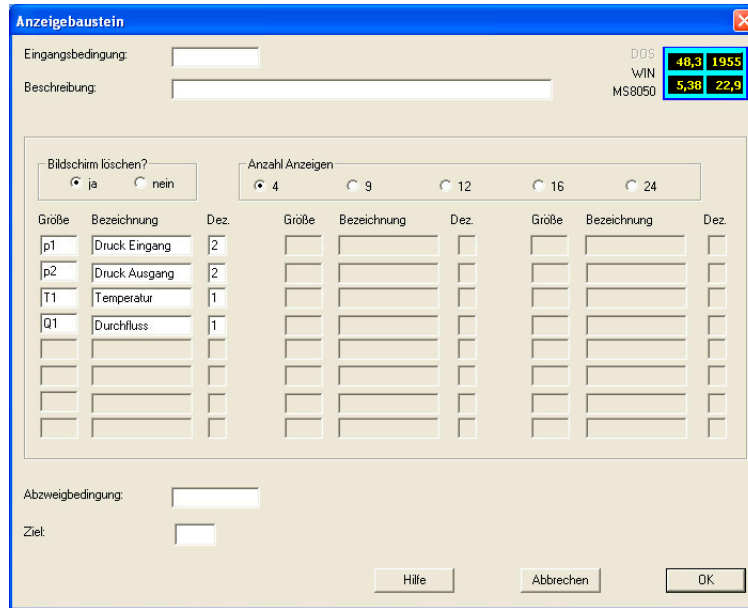 Anzeigebaustein
Eingangsbedingung:
Beschreibung:
DOS
WIN
MS8050
48,3 1955
5,38 22,9
Bildschirm löschen?
ja nein
Anzahl Anzeigen
4 9 12 16 24
Größe Bezeichnung Dez. Größe Bezeichnung Dez. Größe Bezeichnung Dez.
p1 Druck Eingang 2
p2 Druck Ausgang 2
T1 Temperatur 1
Q1 Durchfluss 1
Abzweigbedingung:
Ziel:
Hilfe Abbrechen OK